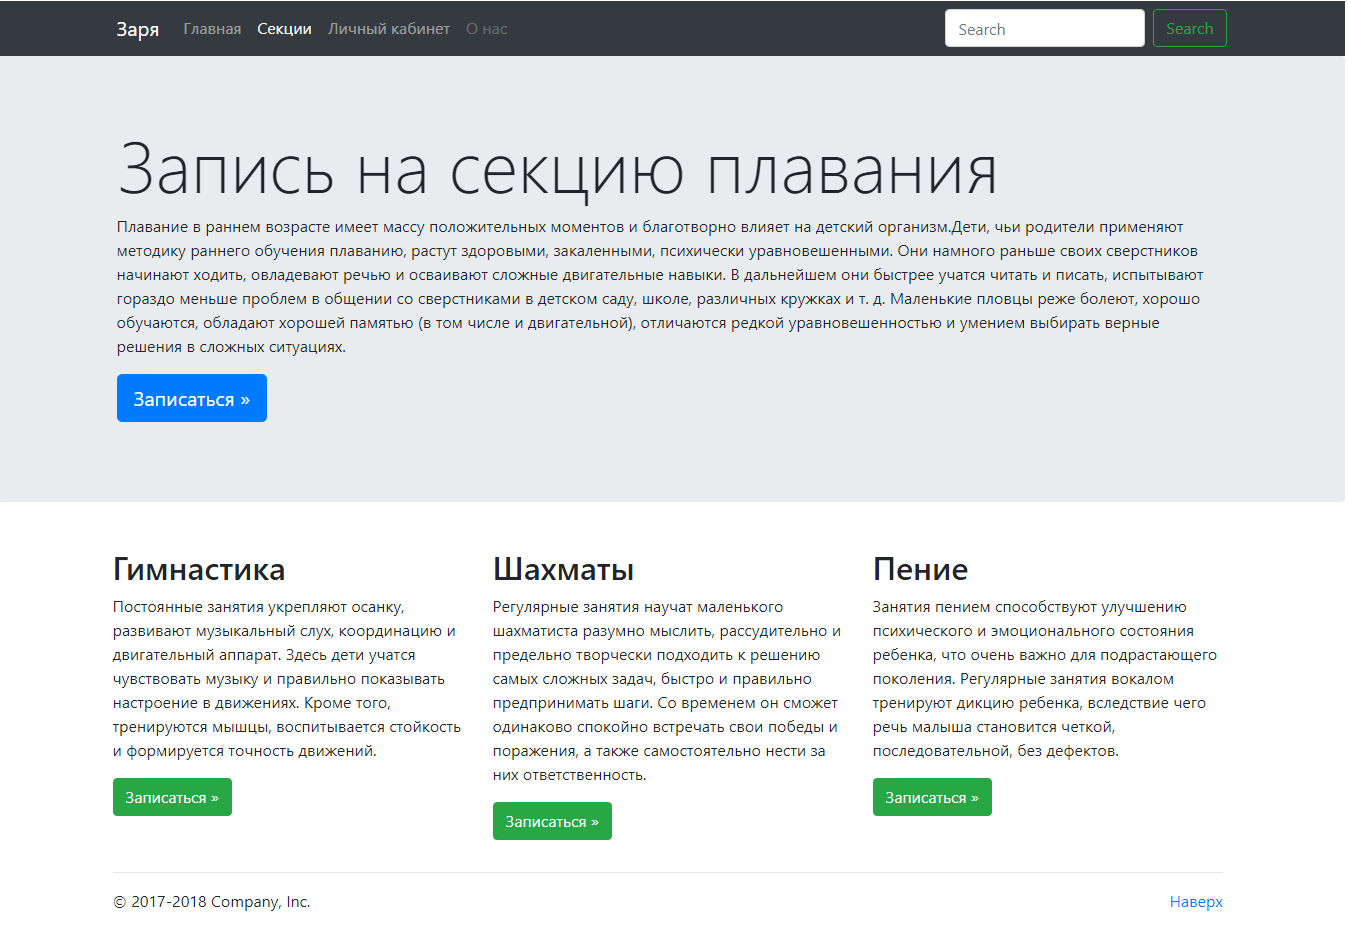 Заря Главная Секции Личный кабинет О нас Search Search
Запись на секцию плавания
Плавание в раннем возрасте имеет массу положительных моментов и благотворно влияет на детский организм.Дети, чьи родители применяют
методику раннего обучения плаванию, растут здоровыми, закаленными, психически уравновешенными. Они намного раньше своих сверстников
начинают ходить, овладевают речью и осваивают сложные двигательные навыки. В дальнейшем они быстрее учатся читать и писать, испытывают
гораздо меньше проблем в общении со сверстниками в детском саду, школе, различных кружках и т. д. Маленькие пловцы реже болеют, хорошо
обучаются, обладают хорошей памятью (в том числе и двигательной), отличаются редкой уравновешенностью и умением выбирать верные
решения в сложных ситуациях.
Записаться »
Гимнастика
Постоянные занятия укрепляют осанку,
развивают музыкальный слух, координацию и
двигательный аппарат. Здесь дети учатся
чувствовать музыку и правильно показывать
настроение в движениях. Кроме того,
тренируются мышцы, воспитывается стойкость
и формируется точность движений.
Записаться »
Шахматы
Регулярные занятия научат маленького
шахматиста разумно мыслить, рассудительно и
предельно творчески подходить к решению
самых сложных задач, быстро и правильно
предпринимать шаги. Со временем он сможет
одинаково спокойно встречать свои победы и
поражения, а также самостоятельно нести за
них ответственность.
Записаться »
Пение
Занятия пением способствуют улучшению
психического и эмоционального состояния
ребенка, что очень важно для подрастающего
поколения. Регулярные занятия вокалом
тренируют дикцию ребенка, вследствие чего
речь малыша становится четкой,
последовательной, без дефектов.
Записаться »
© 2017-2018 Company, Inc. Наверх